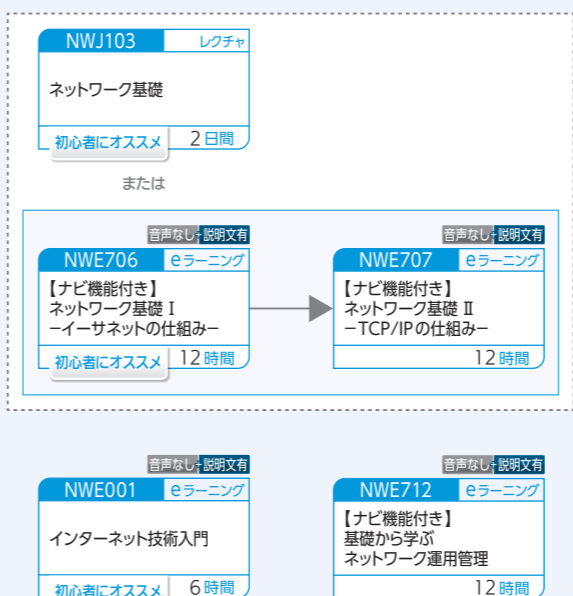 NWJ103 レクチャ
ネットワーク基礎
初心者にオススメ 2日間
または
音声なし+説明文有
NWE706 eラーニング
【ナビ機能付き】
ネットワーク基礎 Ⅰ
−イーサネットの仕組み−
初心者にオススメ 12時間
音声なし+説明文有
NWE707 eラーニング
【ナビ機能付き】
ネットワーク基礎 Ⅱ
−TCP/IPの仕組み−
12時間
音声なし+説明文有
NWE001 eラーニング
インターネット技術入門
初心者にオススメ 6時間
音声なし+説明文有
NWE712 eラーニング
【ナビ機能付き】
基礎から学ぶ
ネットワーク運用管理
12時間